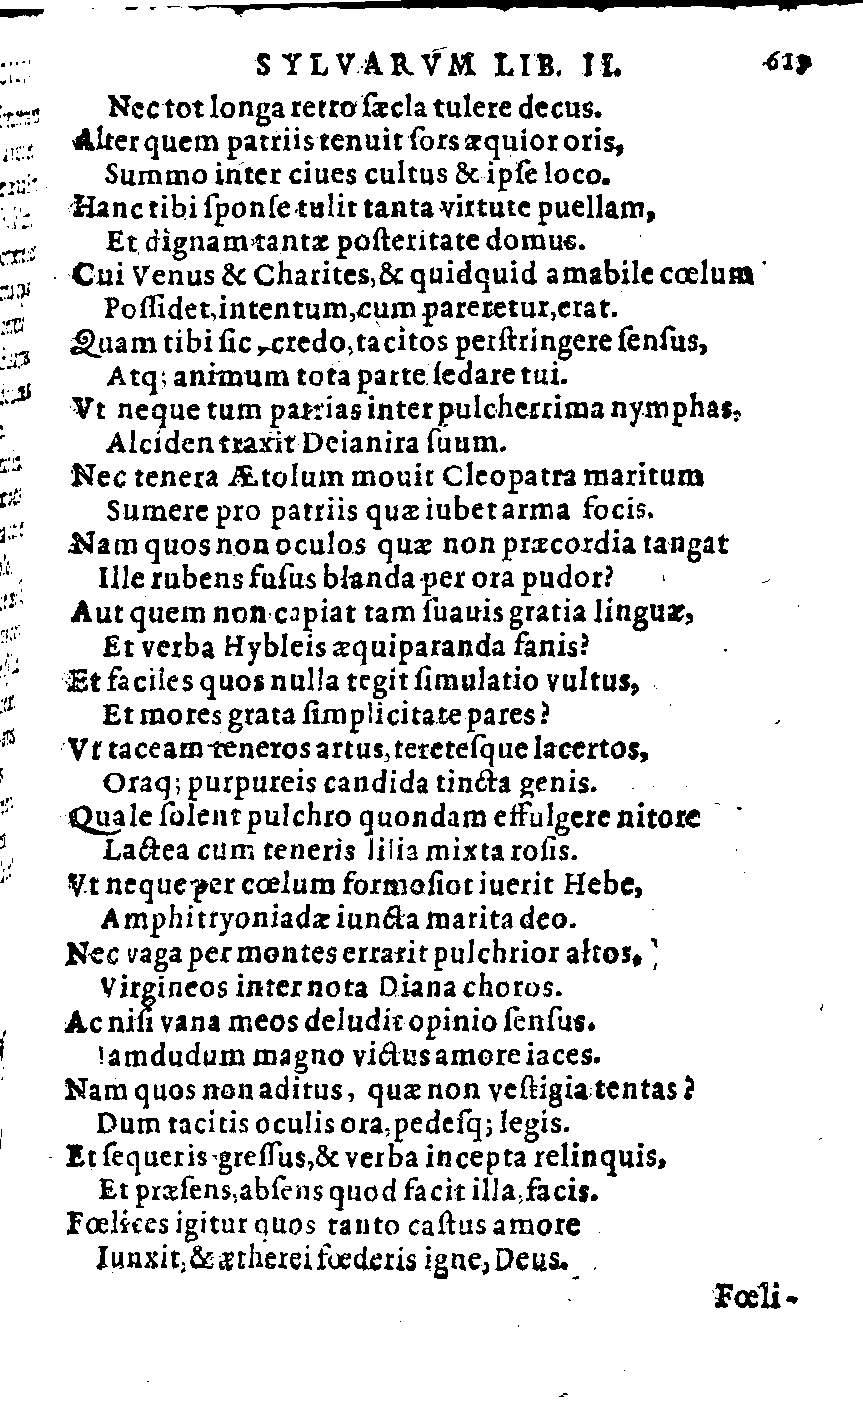 SYLVARVM LIB. II. 619
Nec tot longa retro ſæcla tulere decus.
Alter quem patriis tenuit ſors æquior oris,
Summo inter ciues cultus & ipſe loco.
Hanc tibi ſponſe tulit tanta virtute puellam,
Et dignam tantæ poſteritate domus.
Cui Venus & Charites, & quidquid amabile cœlum
Poſſidet, intentum, cum pareretur, erat.
Quam tibi ſic, credo, tacitos perſtringere ſenſus,
Atq; animum tota parte ſedare tui.
Vt neque tum patrias inter pulcherrima nymphas,
Alciden traxit Deianira ſuum.
Nec tenera Ætolum mouit Cleopatra maritum
Sumere pro patriis quæ iubet arma focis.
Nam quos non oculos quæ non præcordia tangat
Ille rubens fuſus blanda per ora pudor?
Aut quem non capiat tam ſuauis gratia linguæ,
Et verba Hybleis æquiparanda fanis?
Et faciles quos nulla tegit ſimulatio vultus,
Et mores grata ſimplicitate pares?
Vt taceam teneros artus, tereteſque lacertos,
Oraq; purpureis candida tincta genis.
Quale ſolent pulchro quondam effulgere nitore
Lactea cum teneris lilia mixta roſis.
Vt neque per cœlum formoſiot iuerit Hebe,
Amphitryoniadæ iuncta marita deo.
Nec vaga per montes errarit pulchrior altos,
Virgineos inter nota Diana choros.
Ac niſi vana meos deludit opinio ſenſus.
Iamdudum magno victus amore iaces.
Nam quos non aditus, quæ non veſtigia tentas?
Dum tacitis oculis ora, pedeſq; legis.
Et ſequeris greſſus, & verba incepta relinquis,
Et præſens, abſens quod facit illa, facis.
Fœlices igitur quos tanto caſtus amore
Iunxit, & ætherei fœderis igne, Deus.
Fœli-